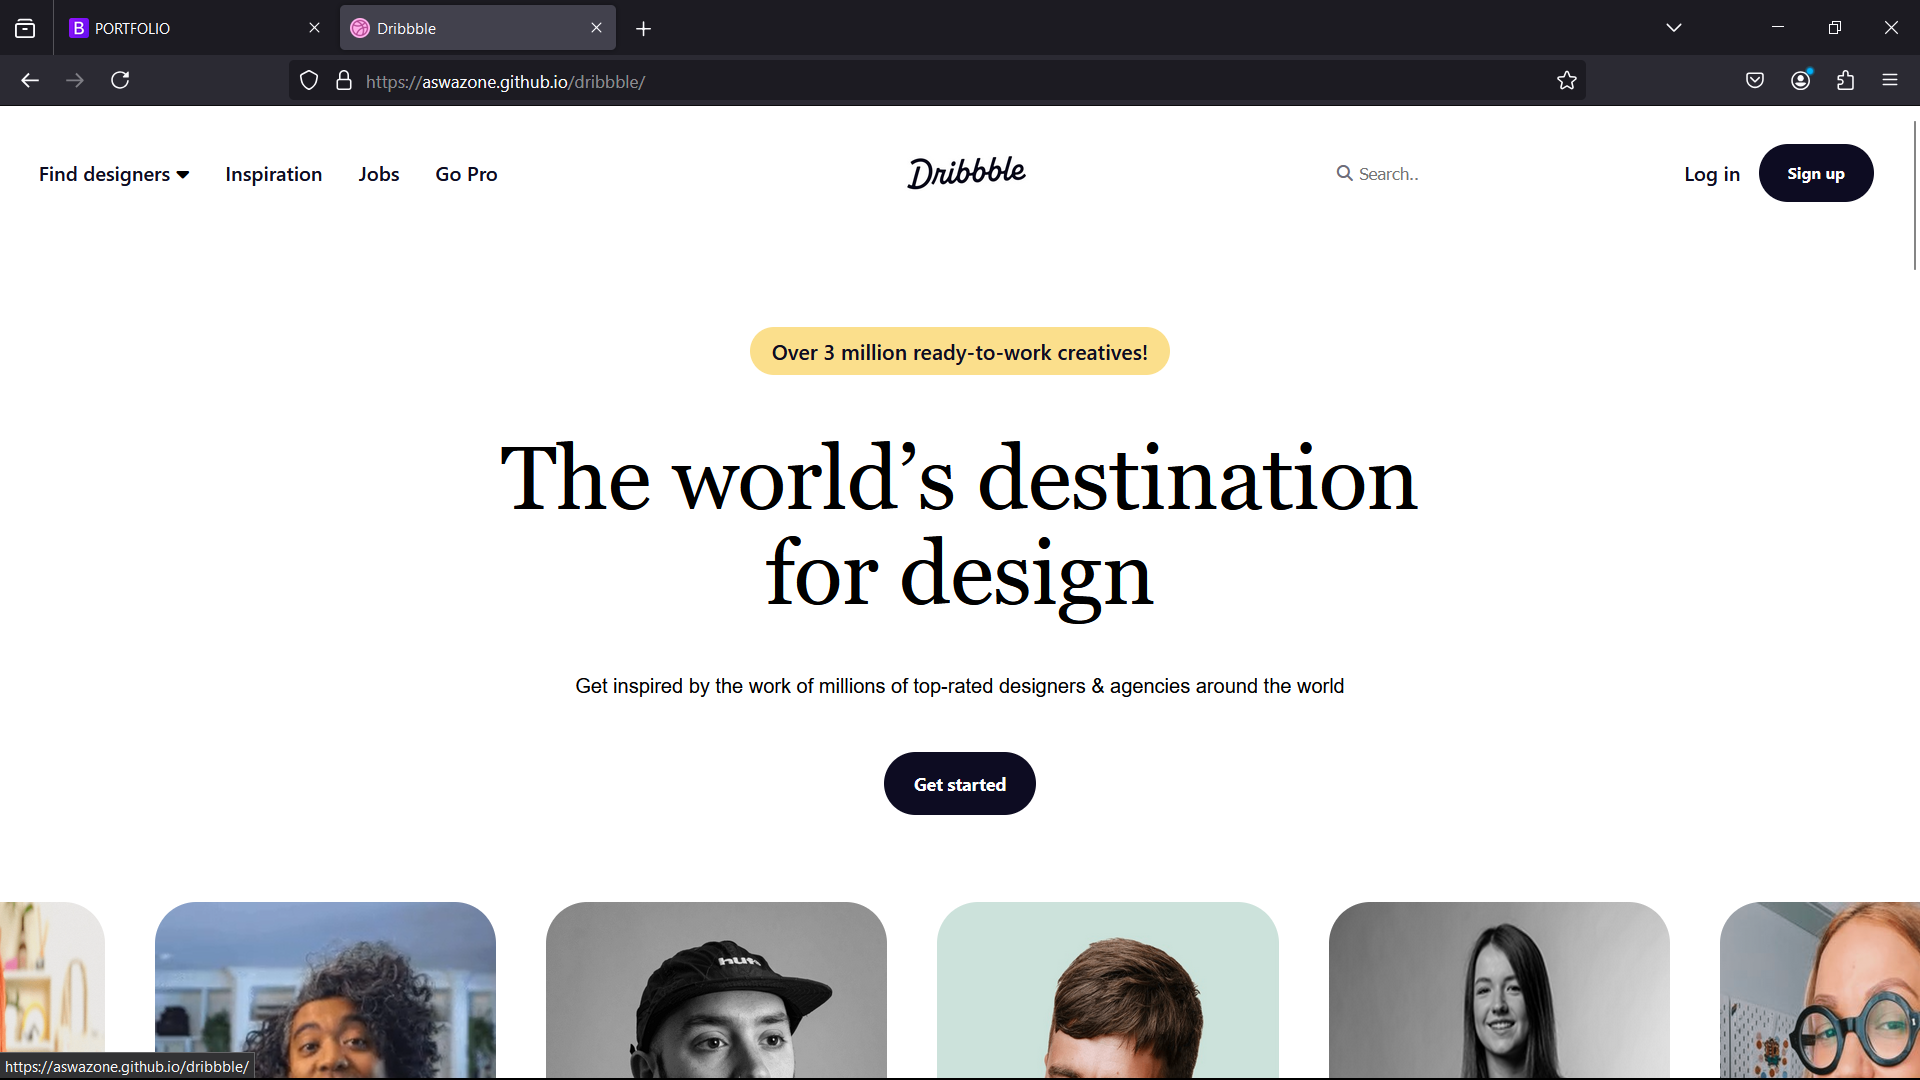 PORTFOLIO
Dribbble
https://aswazone.github.io/dribbble/
Find designers
Inspiration
Jobs
Go Pro
Dribbble
Search..
Log in
Sign up
Over 3 million ready-to-work creatives!
The world’s destination
for design
Get inspired by the work of millions of top-rated designers & agencies around the world
Get started
huf
https://aswazone.github.io/dribbble/